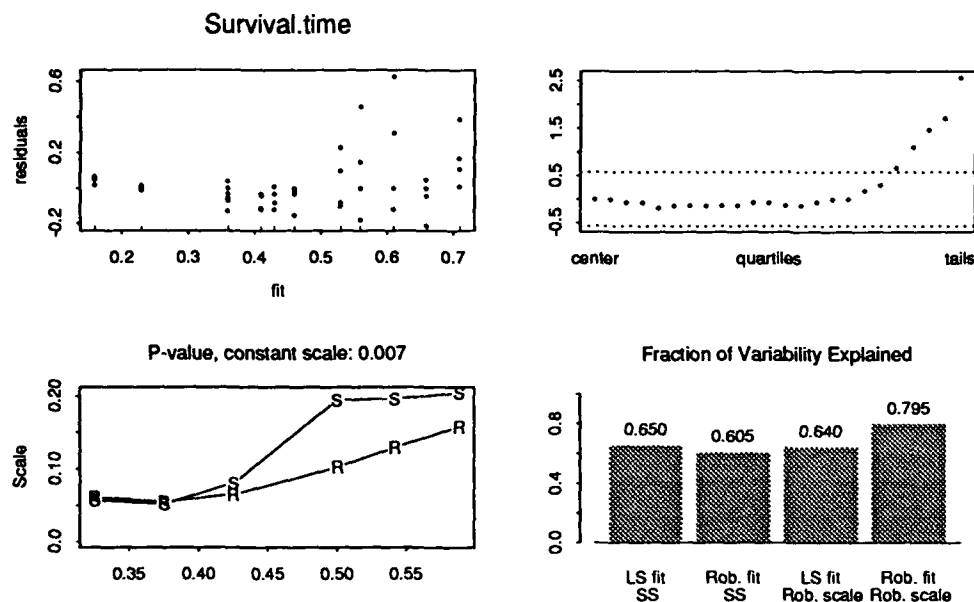 Survival.time
residuals
0.6
0.2
-0.2
0.2 0.3 0.4 0.5 0.6 0.7
fit
2.5
1.5
0.5
-0.5
center quartiles tails
P-value, constant scale: 0.007
Scale
0.20
0.10
0.0
S S S S S S
R R R R R R
0.35 0.40 0.45 0.50 0.55
Fraction of Variability Explained
0.8
0.4
0.0
0.650 0.605 0.640 0.795
LS fit Rob. fit LS fit Rob. fit
SS SS Rob. scale Rob. scale